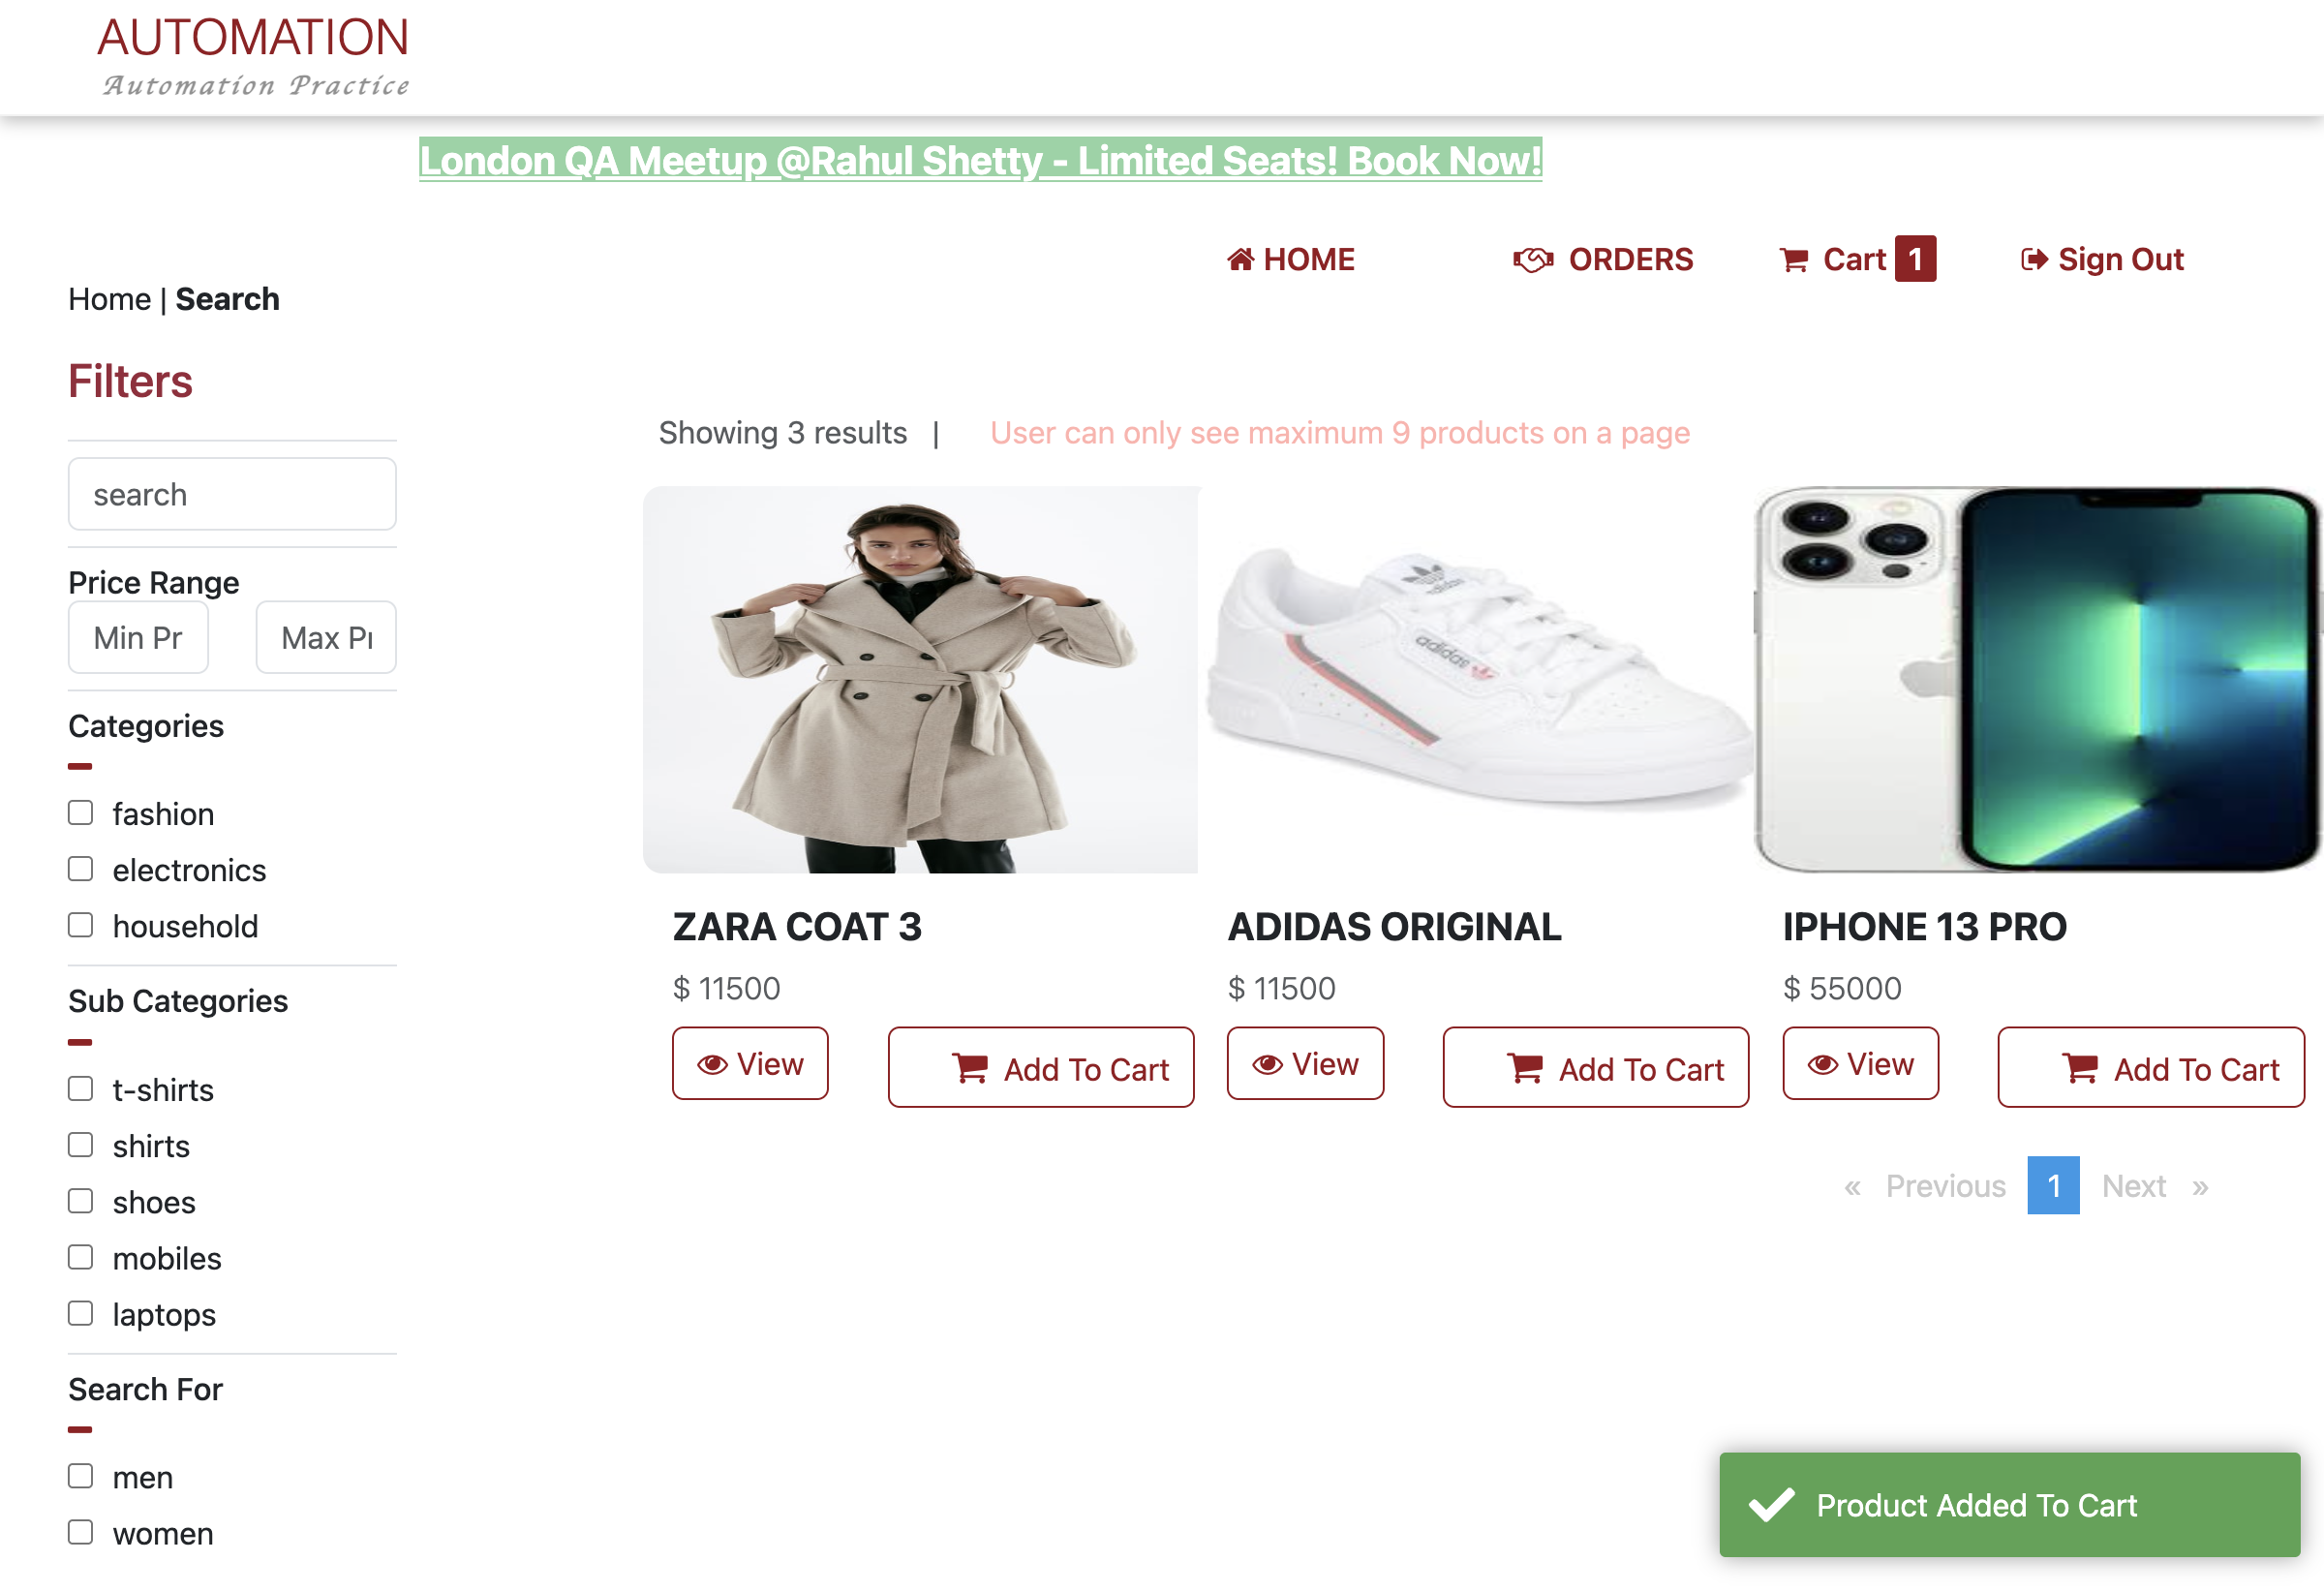 AUTOMATION
Automation Practice
London QA Meetup @Rahul Shetty - Limited Seats! Book Now!
HOME
ORDERS
Cart 1
Sign Out
Home | Search
Filters
search
Price Range
Min Pr
Max Pr
Categories
fashion
electronics
household
Sub Categories
t-shirts
shirts
shoes
mobiles
laptops
Search For
men
women
Showing 3 results |
User can only see maximum 9 products on a page
adidas
adidas
ZARA COAT 3
$ 11500
View
Add To Cart
ADIDAS ORIGINAL
$ 11500
View
Add To Cart
IPHONE 13 PRO
$ 55000
View
Add To Cart
« Previous 1 Next »
Product Added To Cart